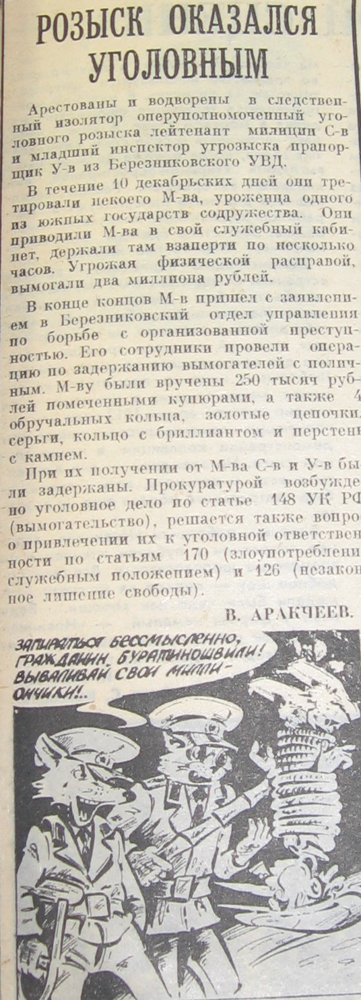 РОЗЫСК ОКАЗАЛСЯ
УГОЛОВНЫМ
Арестованы и водворены в следствен-
ный изолятор оперуполномоченный уго-
ловного розыска лейтенант милиции С-в
и младший инспектор угрозыска прапор-
щик У-в из Березниковского УВД.
В течение 10 декабрьских дней они тре-
тировали некоего М-ва, уроженца одного
из южных государств содружества. Они
приводили М-ва в свой служебный каби-
нет, держали там взаперти по несколько
часов. Угрожая физической расправой,
вымогали два миллиона рублей.
В конце концов М-в пришел с заявлени-
ем в Березниковский отдел управления
по борьбе с организованной преступ-
ностью. Его сотрудники провели опера-
цию по задержанию вымогателей с полич-
ным. М-ву были вручены 250 тысяч руб-
лей помеченными купюрами, а также 4
обручальных кольца, золотые цепочки,
серьги, кольцо с бриллиантом и перстень
с камнем.
При их получении от М-ва С-в и У-в бы-
ли задержаны. Прокуратурой возбужде-
но уголовное дело по статье 148 УК РФ
(вымогательство), решается также вопро
о привлечении их к уголовной ответствен
ности по статьям 170 (злоупотреблени
служебным положением) и 126 (незакон
ное лишение свободы).
В. АРАКЧЕЕВ.
ЗАПИРАТЬСЯ БЕССМЫСЛЕННО,
ГРАЖДАНИН БУРАТИНОШВИЛИ!
ВЫВАЛИВАЙ СВОИ МИЛЛИ-
ОНЧИКИ!..